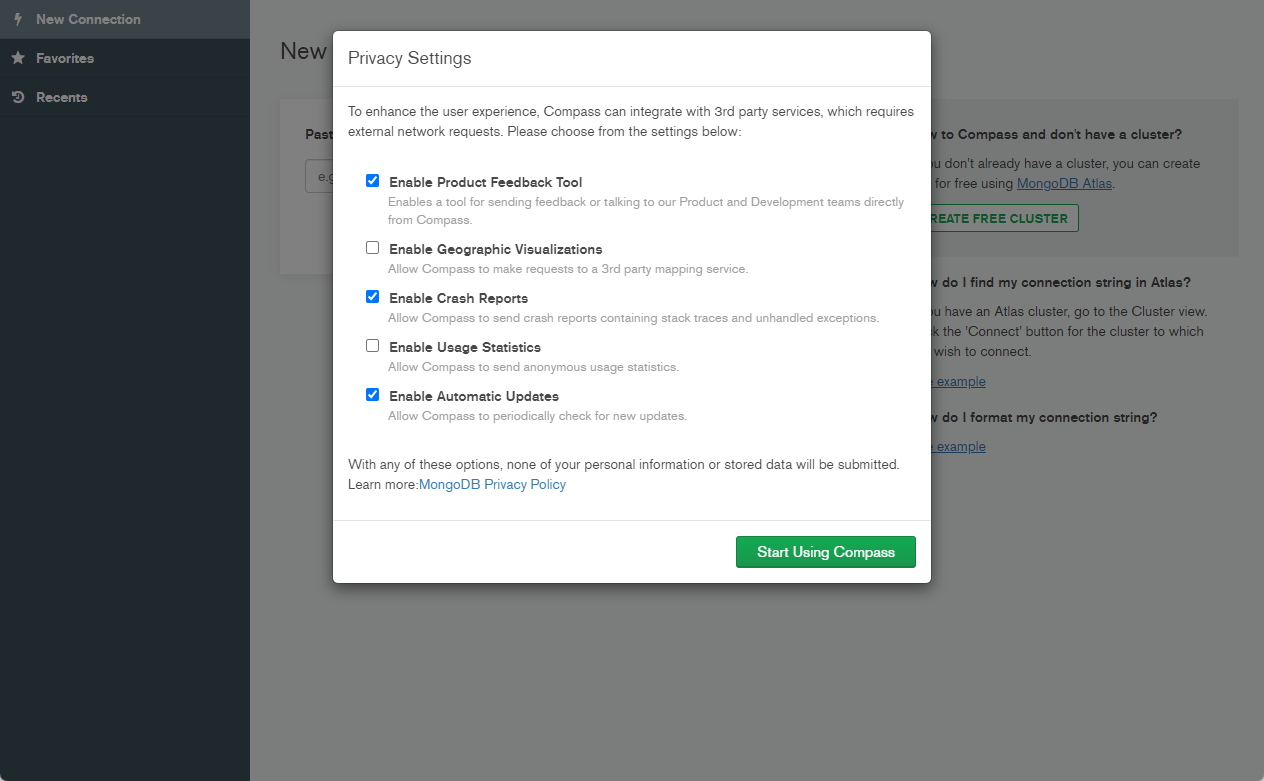 New Connection
Favorites
Recents
New
Privacy Settings
To enhance the user experience, Compass can integrate with 3rd party services, which requires
external network requests. Please choose from the settings below:
Enable Product Feedback Tool
Enables a tool for sending feedback or talking to our Product and Development teams directly
from Compass.
Enable Geographic Visualizations
Allow Compass to make requests to a 3rd party mapping service.
Enable Crash Reports
Allow Compass to send crash reports containing stack traces and unhandled exceptions.
Enable Usage Statistics
Allow Compass to send anonymous usage statistics.
Enable Automatic Updates
Allow Compass to periodically check for new updates.
With any of these options, none of your personal information or stored data will be submitted.
Learn more:MongoDB Privacy Policy
Start Using Compass
to Compass and don't have a cluster?
don't already have a cluster, you can create
for free using MongoDB Atlas.
FREE CLUSTER
do I find my connection string in Atlas?
have an Atlas cluster, go to the Cluster view.
the 'Connect' button for the cluster to which
wish to connect.
example
do I format my connection string?
example